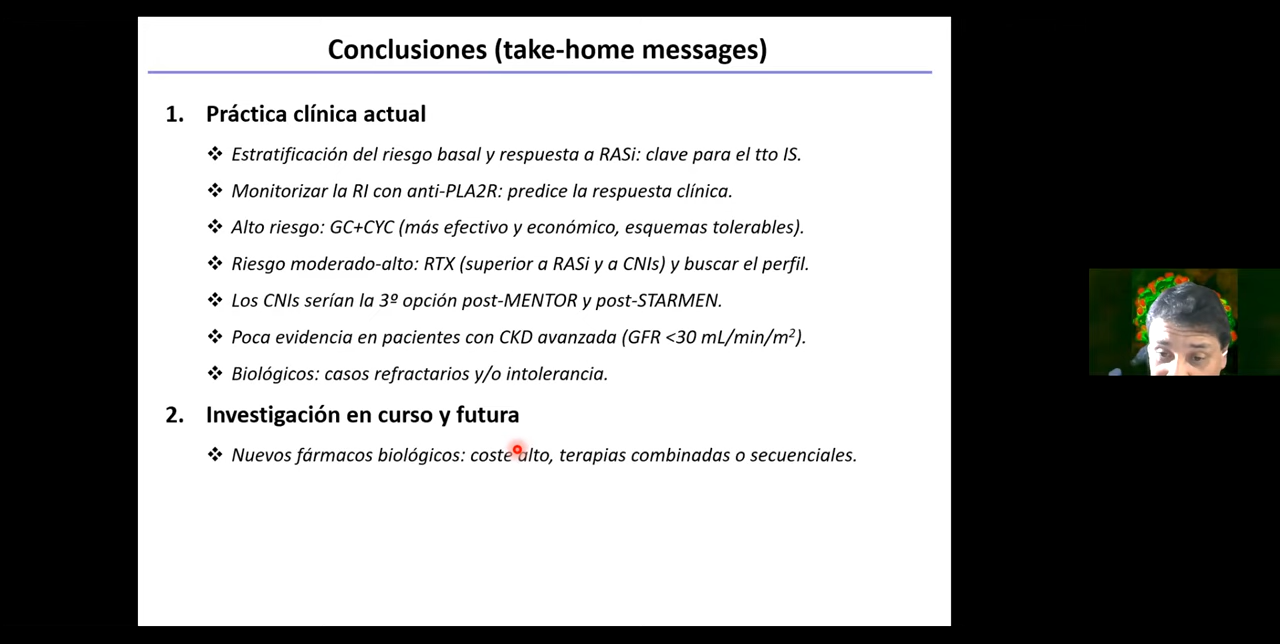 Conclusiones (take-home messages)
1. Práctica clínica actual
❖ Estratificación del riesgo basal y respuesta a RASi: clave para el tto IS.
❖ Monitorizar la RI con anti-PLA2R: predice la respuesta clínica.
❖ Alto riesgo: GC+CYC (más efectivo y económico, esquemas tolerables).
❖ Riesgo moderado-alto: RTX (superior a RASi y a CNIs) y buscar el perfil.
❖ Los CNIs serían la 3º opción post-MENTOR y post-STARMEN.
❖ Poca evidencia en pacientes con CKD avanzada (GFR <30 mL/min/m²).
❖ Biológicos: casos refractarios y/o intolerancia.
2. Investigación en curso y futura
❖ Nuevos fármacos biológicos: coste alto, terapias combinadas o secuenciales.